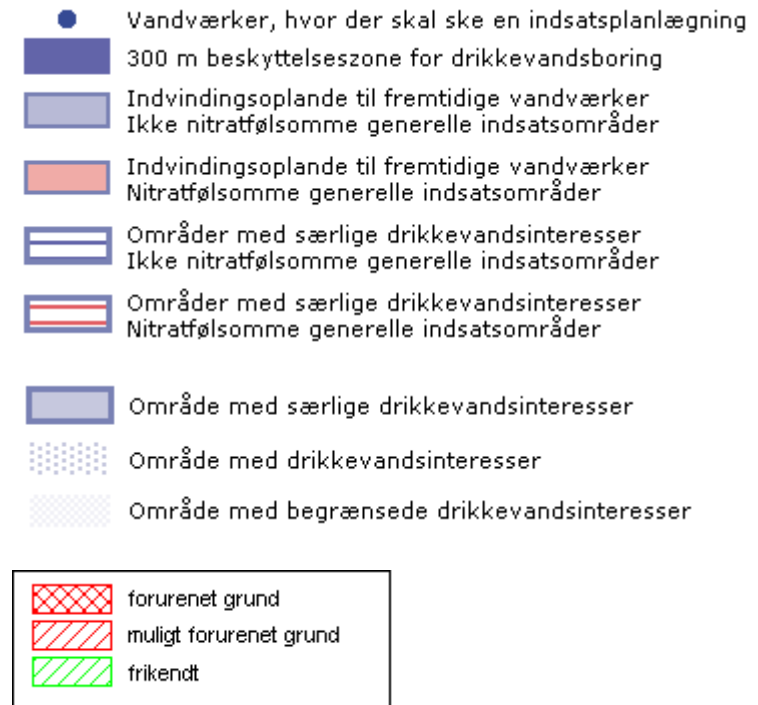 Vandværker, hvor der skal ske en indsatsplanlægning
300 m beskyttelseszone for drikkevandsboring
Indvindingsoplande til fremtidige vandværker
Ikke nitratfølsomme generelle indsatsområder
Indvindingsoplande til fremtidige vandværker
Nitratfølsomme generelle indsatsområder
Områder med særlige drikkevandsinteresser
Ikke nitratfølsomme generelle indsatsområder
Områder med særlige drikkevandsinteresser
Nitratfølsomme generelle indsatsområder
Område med særlige drikkevandsinteresser
Område med drikkevandsinteresser
Område med begrænsede drikkevandsinteresser
forurenet grund
muligt forurenet grund
frikendt